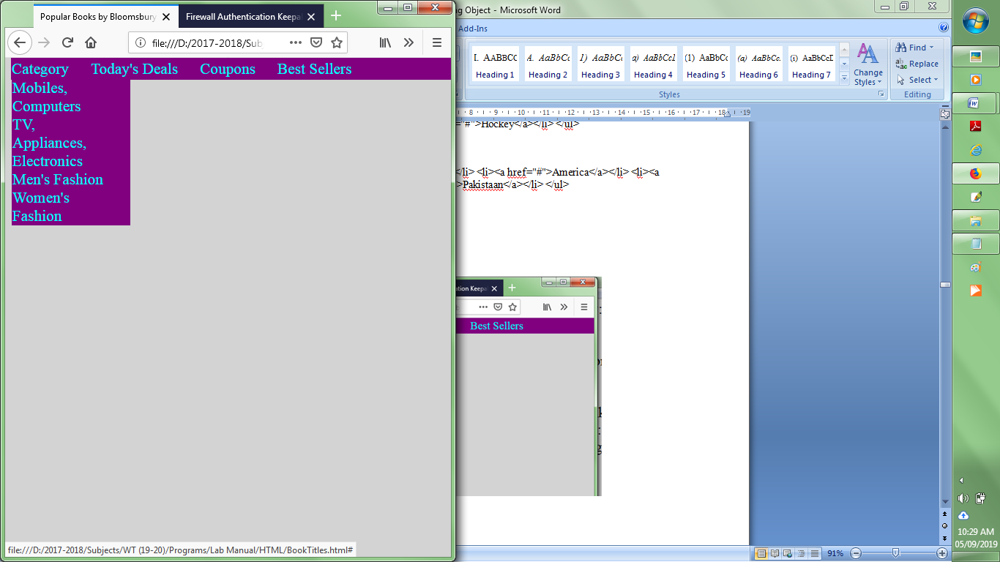 Popular Books by Bloomsbury
Firewall Authentication Keepal
file:///D:/2017-2018/Sub
Category Today's Deals Coupons Best Sellers
Mobiles,
Computers
TV,
Appliances,
Electronics
Men's Fashion
Women's
Fashion
file:///D:/2017-2018/Subjects/WT (19-20)/Programs/Lab Manual/HTML/BookTitles.html#
ng Object - Microsoft Word
Add-Ins
I. AABBCC A. AaBbCc 1) AaBbCc a) AaBbCcI (1) AaBbCc (a) AaBbCc. (i) AaBbCcD
Heading 1 Heading 2 Heading 3 Heading 4 Heading 5 Heading 6 Heading 7
Change
Styles
Find
Replace
Select
Styles
Editing
8 9 10 11 12 13 14 15 16 17 18 19
="#">Hockey</a></li> </ul>
</li> <li><a href="#">America</a></li> <li><a
>Pakistaan</a></li> </ul>
ation Keepal
Best Sellers
91%
10:29 AM
05/09/2019